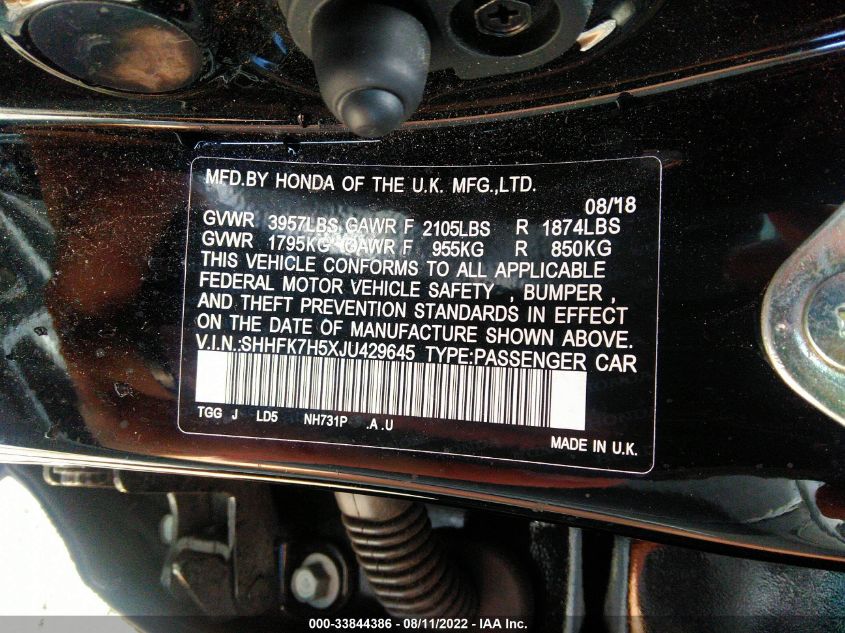 MFD.BY HONDA OF THE U.K. MFG.,LTD.
08/18
GVWR 3957LBS GAWR F 2105LBS R 1874LBS
GVWR 1795KG GAWR F 955KG R 850KG
THIS VEHICLE CONFORMS TO ALL APPLICABLE
FEDERAL MOTOR VEHICLE SAFETY , BUMPER ,
AND THEFT PREVENTION STANDARDS IN EFFECT
ON THE DATE OF MANUFACTURE SHOWN ABOVE.
V.I.N.:SHHFK7H5XJU429645 TYPE:PASSENGER CAR
TGG J LD5 NH731P .A.U
MADE IN U.K.
000-33844386 - 08/11/2022 - IAA Inc.